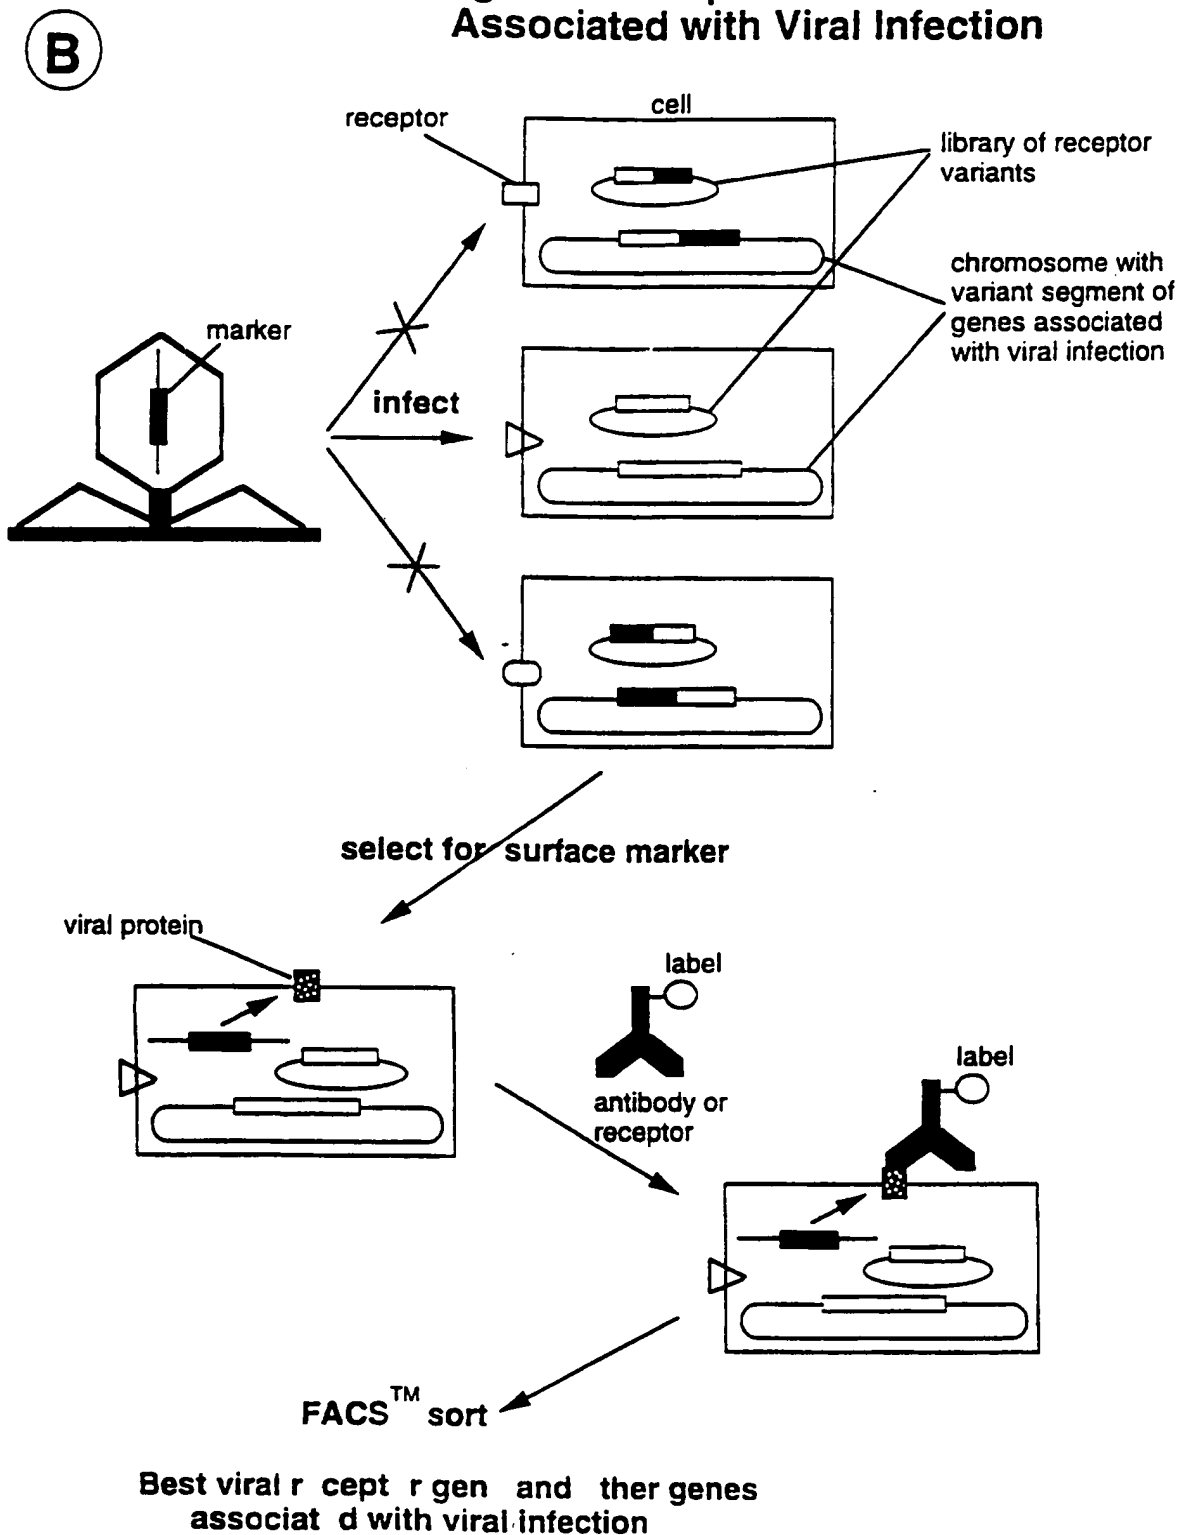 Associated with Viral Infection
B
cell
receptor
library of receptor
variants
chromosome with
variant segment of
genes associated
with viral infection
marker
infect
select for surface marker
viral protein
label
antibody or
receptor
label
FACS™ sort
Best viral r cept r gen and ther genes
associat d with viral infection